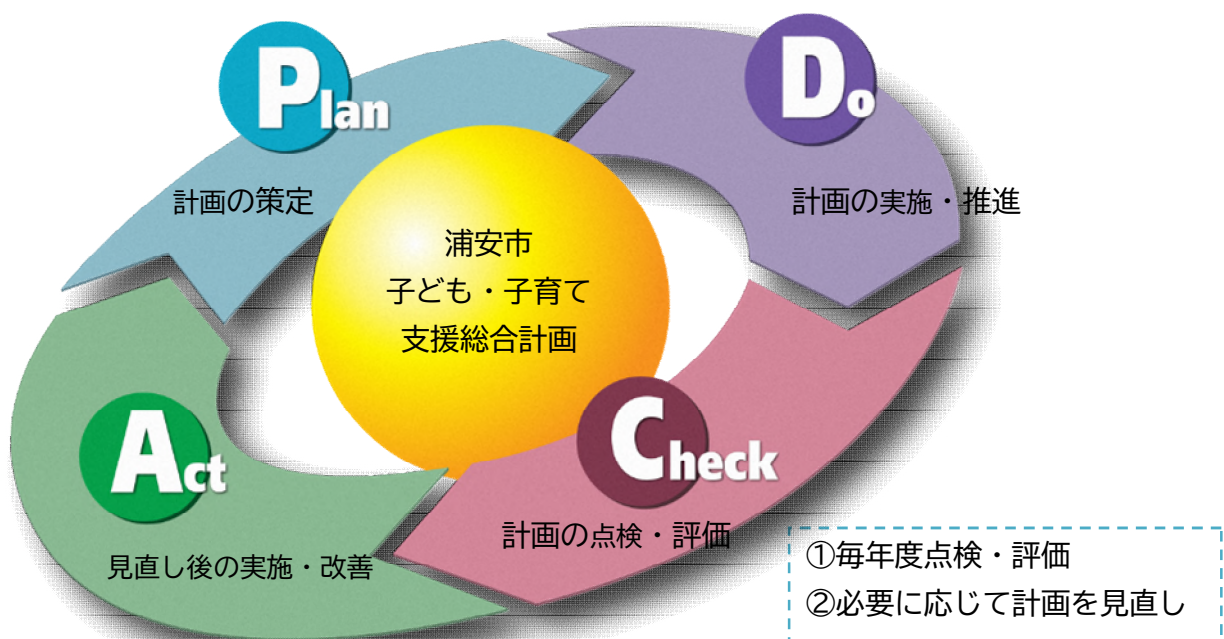 Plan
計画の策定
Do
計画の実施・推進
浦安市
子ども・子育て
支援総合計画
Check
計画の点検・評価
Act
見直し後の実施・改善
①毎年度点検・評価
②必要に応じて計画を見直し